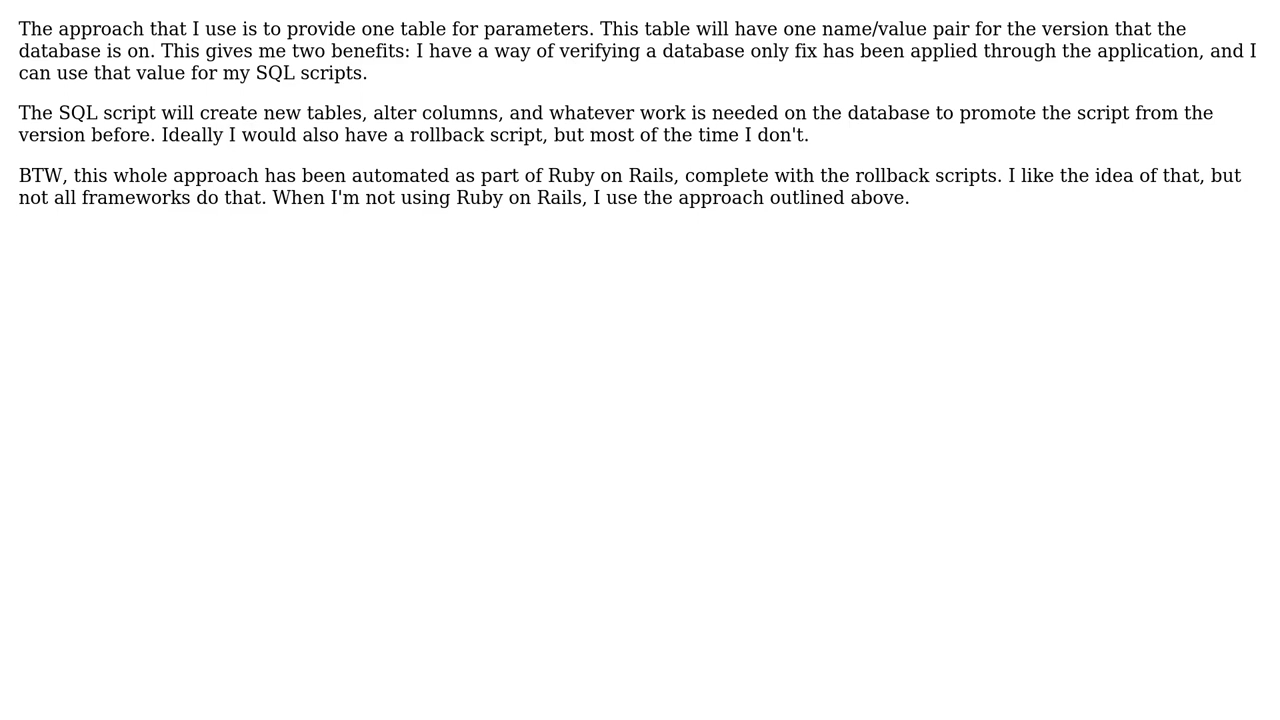 The approach that I use is to provide one table for parameters. This table will have one name/value pair for the version that the
database is on. This gives me two benefits: I have a way of verifying a database only fix has been applied through the application, and I
can use that value for my SQL scripts.
The SQL script will create new tables, alter columns, and whatever work is needed on the database to promote the script from the
version before. Ideally I would also have a rollback script, but most of the time I don't.
BTW, this whole approach has been automated as part of Ruby on Rails, complete with the rollback scripts. I like the idea of that, but
not all frameworks do that. When I'm not using Ruby on Rails, I use the approach outlined above.